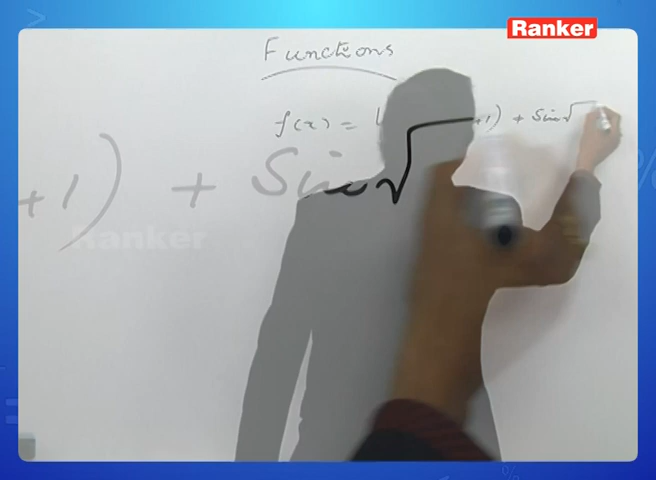 Ranker
Functions
f(x) = +1) + Sin√
+1) + Sin√
Ranker